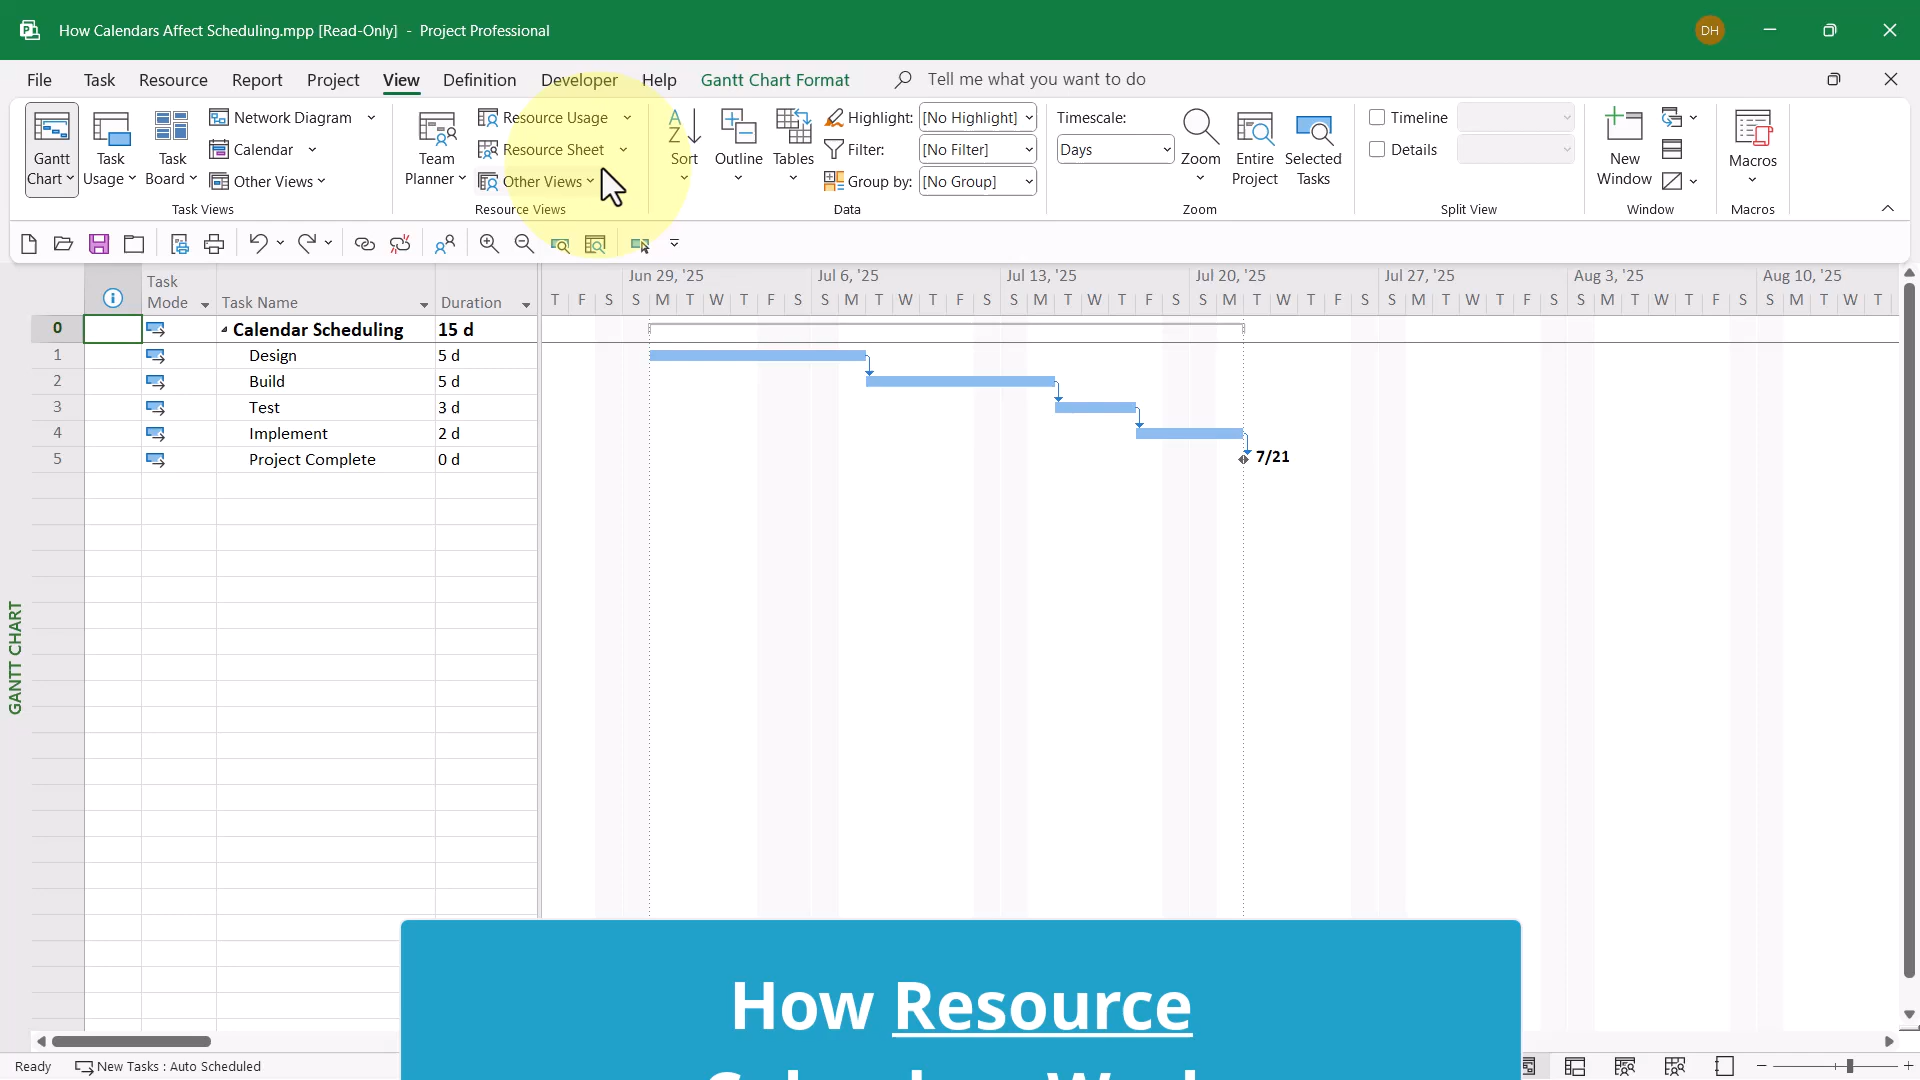 How Calendars Affect Scheduling.mpp [Read-Only] - Project Professional
DH
File Task Resource Report Project View Definition Developer Help Gantt Chart Format Tell me what you want to do
Gantt Chart
Task Usage
Task Board
Network Diagram
Calendar
Other Views
Task Views
Team Planner
Resource Usage
Resource Sheet
Other Views
Resource Views
A
Z
Sort
Outline
Tables
Highlight: [No Highlight]
Filter: [No Filter]
Group by: [No Group]
Data
Timescale:
Days
Zoom
Entire Project
Selected Tasks
Zoom
Timeline
Details
Split View
New Window
Window
Macros
Macros
Task Mode Task Name Duration
Jun 29, '25 Jul 6, '25 Jul 13, '25 Jul 20, '25 Jul 27, '25 Aug 3, '25 Aug 10, '25
T F S S M T W T F S S M T W T F S S M T W T F S S M T W T F S S M T W T F S S M T W T F S S M T W T
0 Calendar Scheduling 15 d
1 Design 5 d
2 Build 5 d
3 Test 3 d
4 Implement 2 d
5 Project Complete 0 d
7/21
GANTT CHART
How Resource
Ready New Tasks : Auto Scheduled